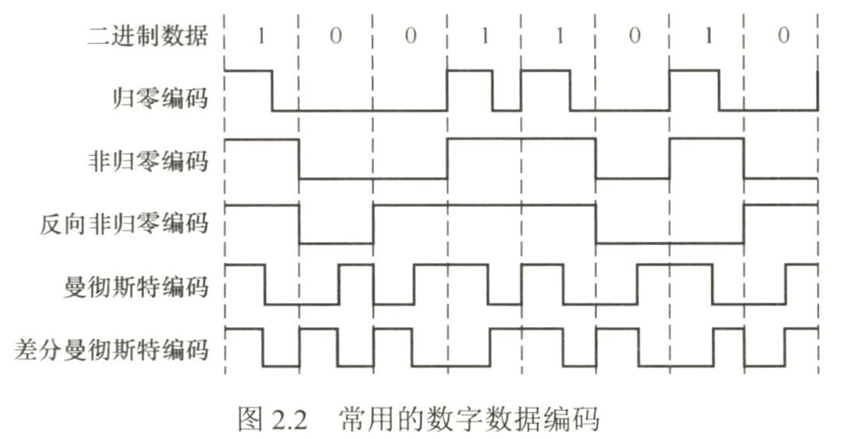 二进制数据 1 0 0 1 1 0 1 0
归零编码
非归零编码
反向非归零编码
曼彻斯特编码
差分曼彻斯特编码
图 2.2 常用的数字数据编码